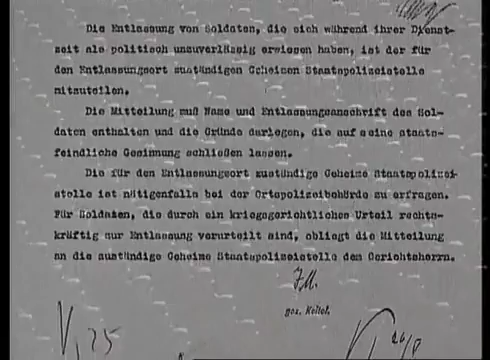 Die Entlassung von Soldaten, die sich während ihrer Dienst-
zeit als politisch unzuverlässig erwiesen haben, ist der für
den Entlassungsort zuständigen Geheimen Staatspolizeistelle
mitzuteilen.
Die Mitteilung muß Name und Entlassungsanschrift des Sol-
daten enthalten und die Gründe darlegen, die auf seine staats-
feindliche Gesinnung schließen lassen.
Die für den Entlassungsort zuständige Geheime Staatspolizei-
stelle ist nötigenfalls bei der Ortspolizeibehörde zu erfragen.
Für Soldaten, die durch ein kriegsgerichtliches Urteil rechts-
kräftig zur Entlassung verurteilt sind, obliegt die Mitteilung
an die zuständige Geheime Staatspolizeistelle dem Gerichtsherrn.
gez. Keitel.